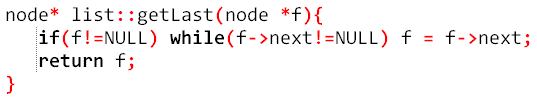 node* list::getLast(node *f){
if(f!=NULL) while(f->next!=NULL) f = f->next;
return f;
}